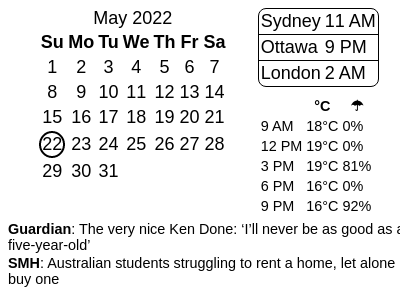 May 2022
Su Mo Tu We Th Fr Sa
1 2 3 4 5 6 7
8 9 10 11 12 13 14
15 16 17 18 19 20 21
22 23 24 25 26 27 28
29 30 31
Sydney 11 AM
Ottawa 9 PM
London 2 AM
°C ☂
9 AM 18°C 0%
12 PM 19°C 0%
3 PM 19°C 81%
6 PM 16°C 0%
9 PM 16°C 92%
Guardian: The very nice Ken Done: ‘I’ll never be as good as a
five-year-old’
SMH: Australian students struggling to rent a home, let alone
buy one